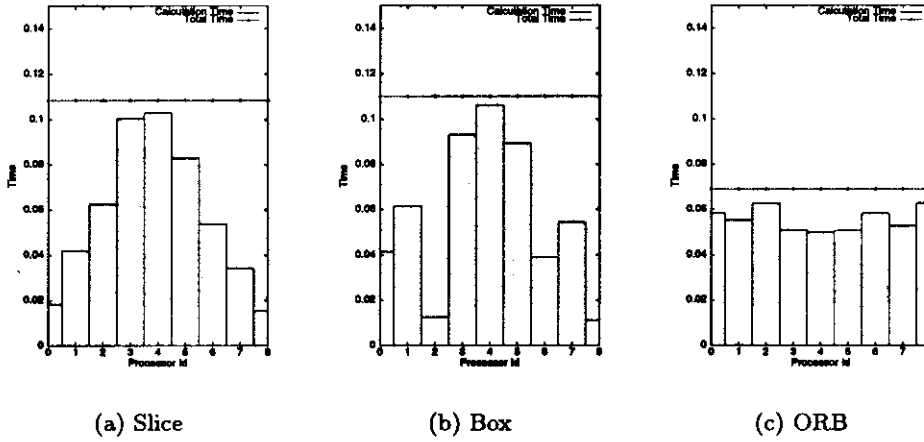 Calculation Time
Total Time
0.14
0.12
0.1
0.08
0.06
0.04
0.02
0
Time
0 1 2 3 4 5 6 7 8
Processor Id
(a) Slice
Calculation Time
Total Time
0.14
0.12
0.1
0.08
0.06
0.04
0.02
0
Time
0 1 2 3 4 5 6 7 8
Processor Id
(b) Box
Calculation Time
Total Time
0.14
0.12
0.1
0.08
0.06
0.04
0.02
0
Time
0 1 2 3 4 5 6 7
Processor Id
(c) ORB